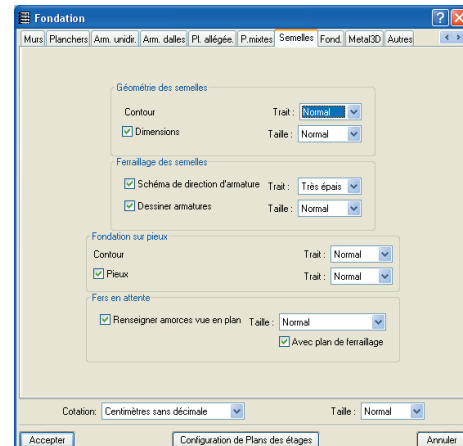 Fondation
Murs Planchers Arm. unidir. Arm. dalles Pl. allégée. P.mixtes Semelles Fond. Metal3D Autres
Géométrie des semelles
Contour Trait : Normal
Dimensions Taille : Normal
Ferraillage des semelles
Schéma de direction d'armature Trait : Très épais
Dessiner armatures Taille : Normal
Fondation sur pieux
Contour Trait : Normal
Pieux Trait : Normal
Fers en attente
Renseigner amorces vue en plan Taille : Normal
Avec plan de ferraillage
Cotation: Centimètres sans décimale Taille : Normal
Accepter Configuration de Plans des étages Annuler